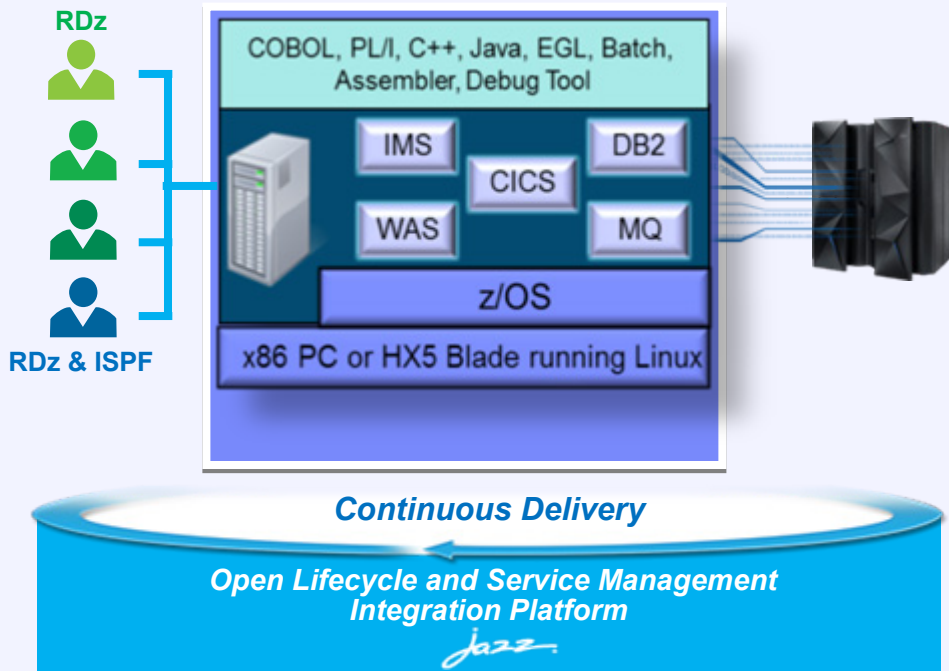 RDz
COBOL, PL/I, C++, Java, EGL, Batch,
Assembler, Debug Tool
IMS
DB2
CICS
WAS
MQ
z/OS
x86 PC or HX5 Blade running Linux
RDz & ISPF
Continuous Delivery
Open Lifecycle and Service Management
Integration Platform
jazz